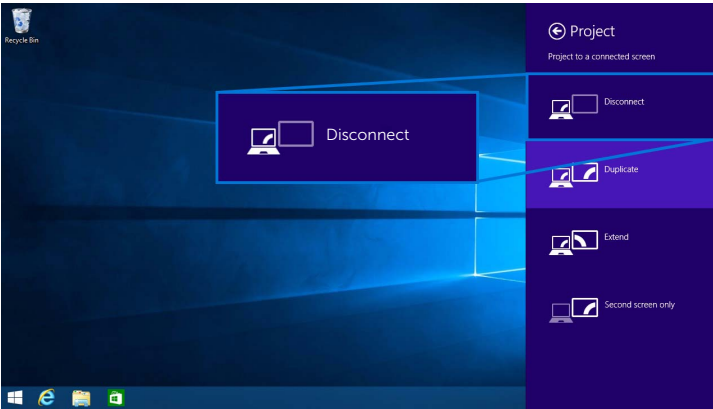 Recycle Bin
Project
Project to a connected screen
Disconnect
Disconnect
Duplicate
Extend
Second screen only